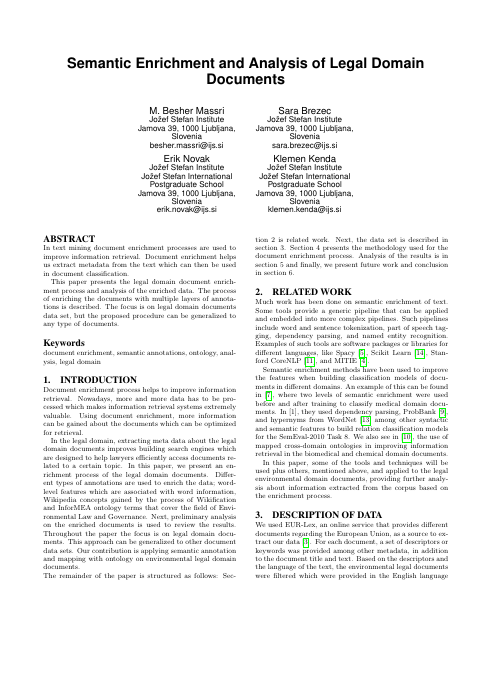 Semantic Enrichment and Analysis of Legal Domain
Documents
M. Besher Massri
Jožef Stefan Institute
Jamova 39, 1000 Ljubljana,
Slovenia
besher.massri@ijs.si
Sara Brezec
Jožef Stefan Institute
Jamova 39, 1000 Ljubljana,
Slovenia
sara.brezec@ijs.si
Erik Novak
Jožef Stefan Institute
Jožef Stefan International
Postgraduate School
Jamova 39, 1000 Ljubljana,
Slovenia
erik.novak@ijs.si
Klemen Kenda
Jožef Stefan Institute
Jožef Stefan International
Postgraduate School
Jamova 39, 1000 Ljubljana,
Slovenia
klemen.kenda@ijs.si
ABSTRACT
In text mining document enrichment processes are used to
improve information retrieval. Document enrichment helps
us extract metadata from the text which can then be used
in document classification.
This paper presents the legal domain document enrich-
ment process and analysis of the enriched data. The process
of enriching the documents with multiple layers of annota-
tions is described. The focus is on legal domain documents
data set, but the proposed procedure can be generalized to
any type of documents.
Keywords
document enrichment, semantic annotations, ontology, anal-
ysis, legal domain
1. INTRODUCTION
Document enrichment process helps to improve information
retrieval. Nowadays, more and more data has to be pro-
cessed which makes information retrieval systems extremely
valuable. Using document enrichment, more information
can be gained about the documents which can be optimized
for retrieval.
In the legal domain, extracting meta data about the legal
domain documents improves building search engines which
are designed to help lawyers efficiently access documents re-
lated to a certain topic. In this paper, we present an en-
richment process of the legal domain documents. Differ-
ent types of annotations are used to enrich the data; word-
level features which are associated with word information,
Wikipedia concepts gained by the process of Wikification
and InforMEA ontology terms that cover the field of Envi-
ronmental Law and Governance. Next, preliminary analysis
on the enriched documents is used to review the results.
Throughout the paper the focus is on legal domain docu-
ments. This approach can be generalized to other document
data sets. Our contribution is applying semantic annotation
and mapping with ontology on environmental legal domain
documents.
The remainder of the paper is structured as follows: Sec-
tion 2 is related work. Next, the data set is described in
section 3. Section 4 presents the methodology used for the
document enrichment process. Analysis of the results is in
section 5 and finally, we present future work and conclusion
in section 6.
2. RELATED WORK
Much work has been done on semantic enrichment of text.
Some tools provide a generic pipeline that can be applied
and embedded into more complex pipelines. Such pipelines
include word and sentence tokenization, part of speech tag-
ging, dependency parsing, and named entity recognition.
Examples of such tools are software packages or libraries for
different languages, like Spacy [5], Scikit Learn [14], Stan-
ford CoreNLP [11], and MITIE [4].
Semantic enrichment methods have been used to improve
the features when building classification models of docu-
ments in different domains. An example of this can be found
in [7], where two levels of semantic enrichment were used
before and after training to classify medical domain docu-
ments. In [1], they used dependency parsing, ProbBank [9],
and hypernyms from WordNet [13] among other syntactic
and semantic features to build relation classification models
for the SemEval-2010 Task 8. We also see in [10], the use of
mapped cross-domain ontologies in improving information
retrieval in the biomedical and chemical domain documents.
In this paper, some of the tools and techniques will be
used plus others, mentioned above, and applied to the legal
environmental domain documents, providing further analy-
sis about information extracted from the corpus based on
the enrichment process.
3. DESCRIPTION OF DATA
We used EUR-Lex, an online service that provides different
documents regarding the European Union, as a source to ex-
tract our data [3]. For each document, a set of descriptors or
keywords was provided among other metadata, in addition
to the document title and text. Based on the descriptors and
the language of the text, the environmental legal documents
were filtered which were provided in the English language